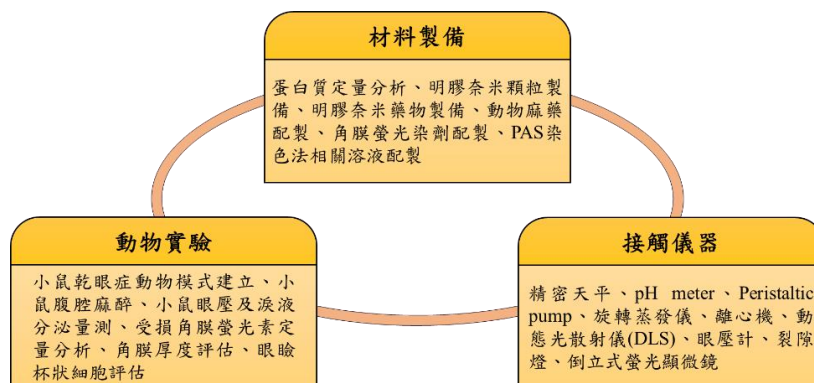 材料製備
蛋白質定量分析、明膠奈米顆粒製
備、明膠奈米藥物製備、動物麻藥
配製、角膜螢光染劑配製、PAS染
色法相關溶液配製
動物實驗
小鼠乾眼症動物模式建立、小
鼠腹腔麻醉、小鼠眼壓及淚液
分泌量測、受損角膜螢光素定
量分析、角膜厚度評估、眼瞼
杯狀細胞評估
接觸儀器
精密天平、pH meter、Peristaltic
pump、旋轉蒸發儀、離心機、動
態光散射儀(DLS)、眼壓計、裂隙
燈、倒立式螢光顯微鏡